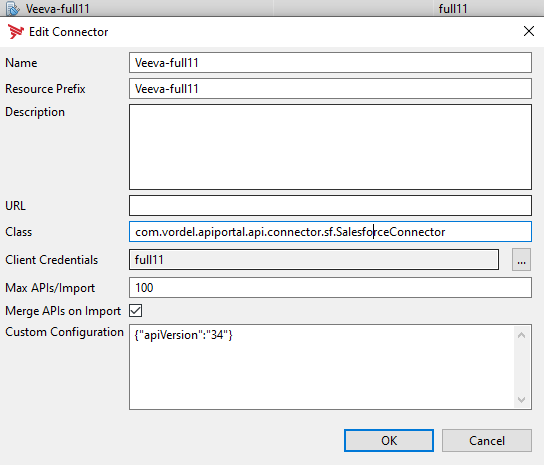 Veeva-full11 full11
Edit Connector
Name Veeva-full11
Resource Prefix Veeva-full11
Description
URL
Class com.vordel.apiportal.api.connector.sf.SalesforceConnector
Client Credentials full11 ...
Max APIs/Import 100
Merge APIs on Import
Custom Configuration {"apiVersion":"34"}
OK Cancel